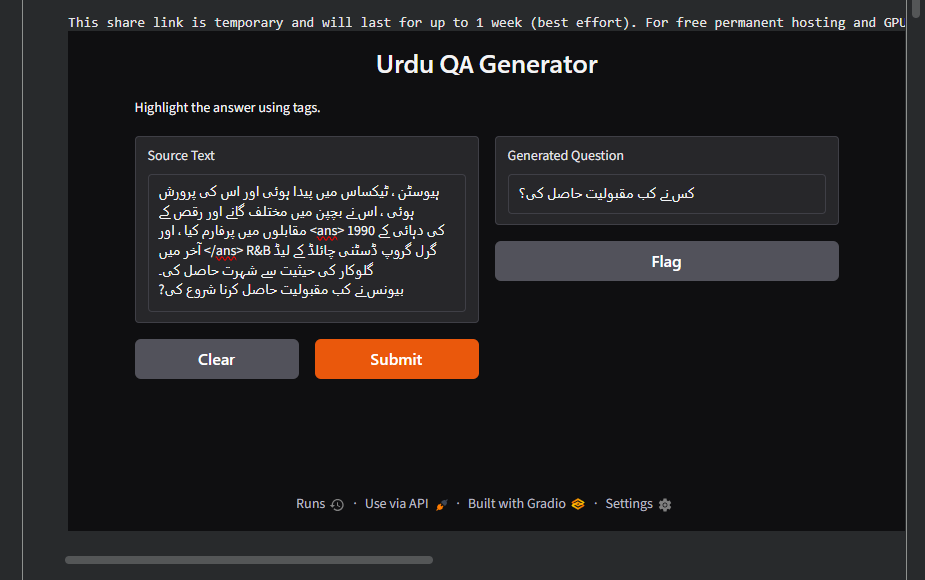 This share link is temporary and will last for up to 1 week (best effort). For free permanent hosting and GPU
Urdu QA Generator
Highlight the answer using tags.
Source Text
ہیوسٹن ، ٹیکساس میں پیدا ہوئی اور اس کی پرورش
ہوئی ، اس نے بچپن میں مختلف گانے اور رقص کے
مقابلوں میں پرفارم کیا ، اور <ans> 1990 کی دہائی کے
آخر میں </ans> R&B گرل گروپ ڈسٹنی چائلڈ کے لیڈ
گلوکار کی حیثیت سے شہرت حاصل کی۔
بیونس نے کب مقبولیت حاصل کرنا شروع کی?
Generated Question
کس نے کب مقبولیت حاصل کی؟
Flag
Clear
Submit
Runs · Use via API · Built with Gradio · Settings